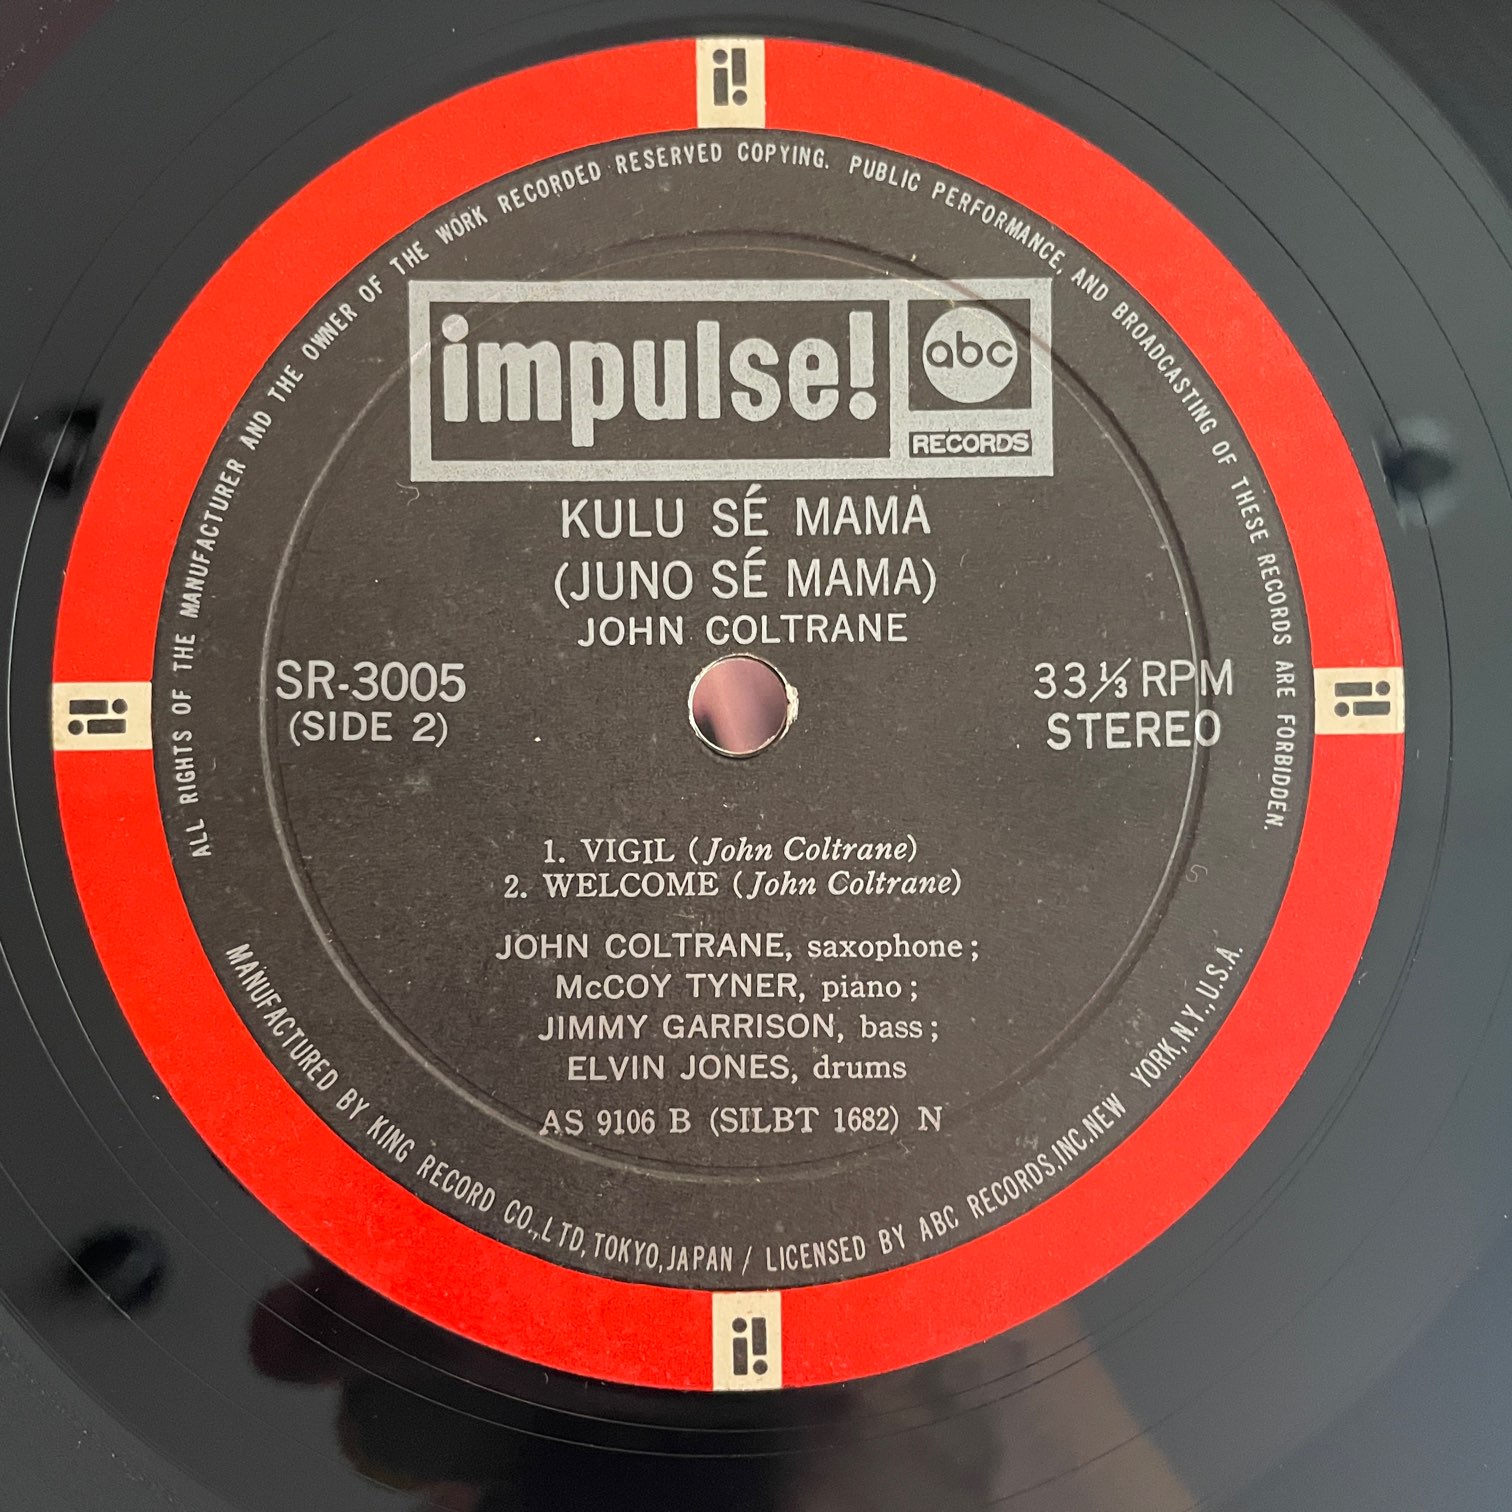 i!
ALL RIGHTS OF THE MANUFACTURER AND THE OWNER OF THE WORK RECORDED RESERVED COPYING. PUBLIC PERFORMANCE, AND BROADCASTING OF THESE RECORDS ARE FORBIDDEN.
impulse!
abc
RECORDS
KULU SÉ MAMA
(JUNO SÉ MAMA)
JOHN COLTRANE
SR-3005
(SIDE 2)
33 1/3 RPM
STEREO
i!
i!
1. VIGIL (John Coltrane)
2. WELCOME (John Coltrane)
JOHN COLTRANE, saxophone;
McCOY TYNER, piano;
JIMMY GARRISON, bass;
ELVIN JONES, drums
AS 9106 B (SILBT 1682) N
MANUFACTURED BY KING RECORD CO.,LTD, TOKYO, JAPAN / LICENSED BY ABC RECORDS, INC. NEW YORK, N.Y., U.S.A.
i!